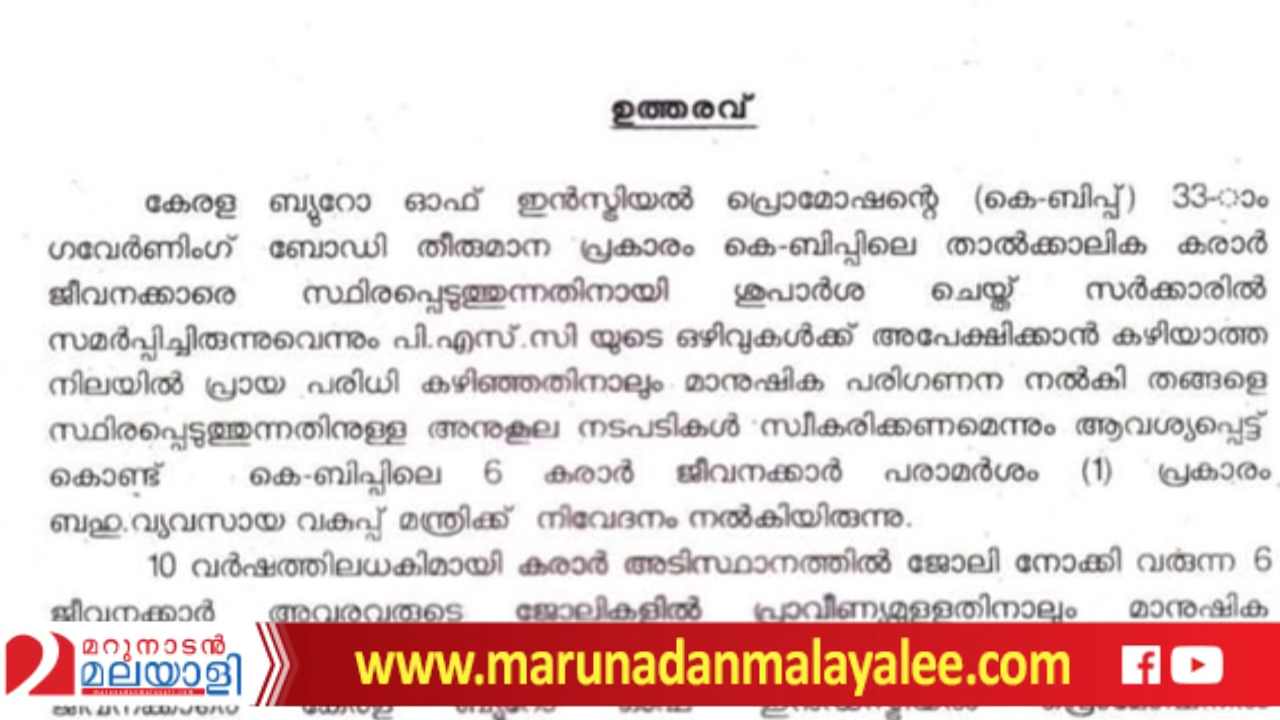 ഉത്തരവ്
കേരള ബ്യൂറോ ഓഫ് ഇൻസ്ട്രിയൽ പ്രൊമോഷന്റെ (കെ-ബിപ്പ്) 33-ാം
ഗവേർണിംഗ് ബോഡി തീരുമാന പ്രകാരം കെ-ബിപ്പിലെ താൽക്കാലിക കരാർ
ജീവനക്കാരെ സ്ഥിരപ്പെടുത്തുന്നതിനായി ശുപാർശ ചെയ്ത് സർക്കാരിൽ
സമർപ്പിച്ചിരുന്നുവെന്നും പി.എസ്.സി യുടെ ഒഴിവുകൾക്ക് അപേക്ഷിക്കാൻ കഴിയാത്ത
നിലയിൽ പ്രായ പരിധി കഴിഞ്ഞതിനാലും മാനുഷിക പരിഗണന നൽകി തങ്ങളെ
സ്ഥിരപ്പെടുത്തുന്നതിനുളള അനുകൂല നടപടികൾ സ്വീകരിക്കണമെന്നും ആവശ്യപ്പെട്ട്
കൊണ്ട് കെ-ബിപ്പിലെ 6 കരാർ ജീവനക്കാർ പരാമർശം (1) പ്രകാരം
ബഹു.വ്യവസായ വകുപ്പ് മന്ത്രിക്ക് നിവേദനം നൽകിയിരുന്നു.
10 വർഷത്തിലധകിമായി കരാർ അടിസ്ഥാനത്തിൽ ജോലി നോക്കി വരുന്ന 6
ജീവനക്കാർ അവരവരുടെ ജോലികളിൽ പ്രാവീണ്യമുളളതിനാലും മാനുഷിക
മറുനാടൻ
മലയാളി
www.marunadanmalayalee.com